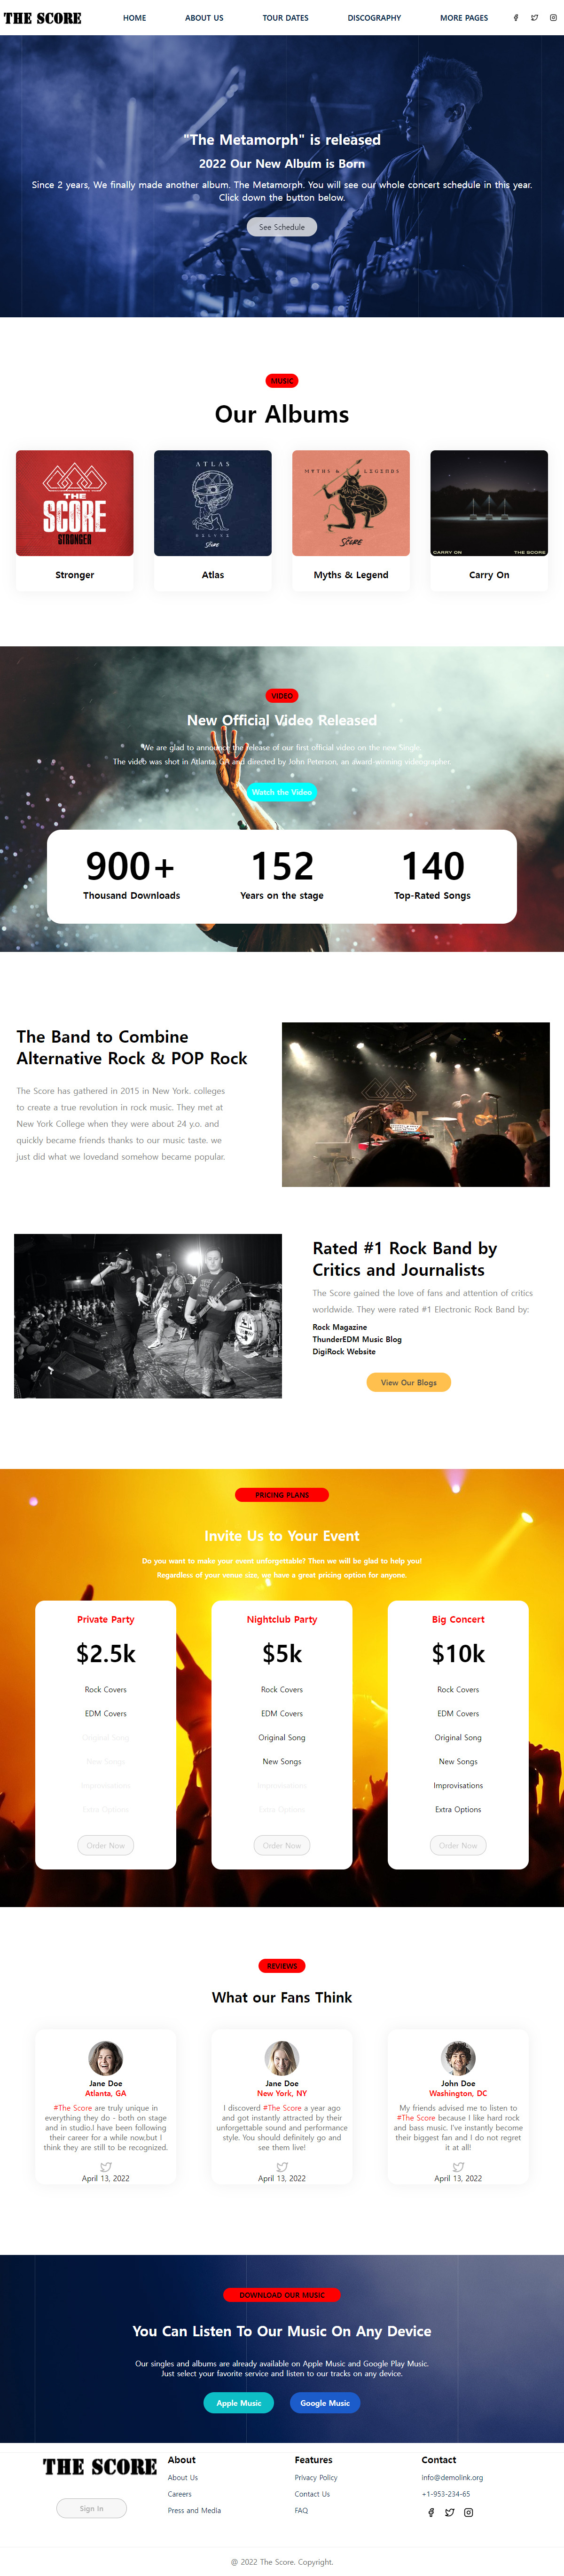 THE SCORE
HOME ABOUT US TOUR DATES DISCOGRAPHY MORE PAGES
"The Metamorph" is released
2022 Our New Album is Born
Since 2 years, We finally made another album. The Metamorph. You will see our whole concert schedule in this year.
Click down the button below.
See Schedule
MUSIC
Our Albums
THE
SCORE
STRONGER
ATLAS
SCORE
MYTHS & LEGENDS
THE SCORE
CARRY ON THE SCORE
Stronger
Atlas
Myths & Legend
Carry On
VIDEO
New Official Video Released
We are glad to announce the release of our first official video on the new single.
The video was shot in Atlanta, GA and directed by John Peterson, an award-winning videographer.
Watch the Video
900+
Thousand Downloads
152
Years on the stage
140
Top-Rated Songs
The Band to Combine
Alternative Rock & POP Rock
The Score has gathered in 2015 in New York. colleges
to create a true revolution in rock music. They met at
New York College when they were about 24 y.o. and
quickly became friends thanks to our music taste. we
just did what we lovedand somehow became popular.
Rated #1 Rock Band by
Critics and Journalists
The Score gained the love of fans and attention of critics
worldwide. They were rated #1 Electronic Rock Band by:
Rock Magazine
ThunderEDM Music Blog
DigiRock Website
View Our Blogs
PRICING PLANS
Invite Us to Your Event
Do you want to make your event unforgettable? Then we will be glad to help you!
Regardless of your venue size, we have a great pricing option for anyone.
Private Party
$2.5k
Rock Covers
EDM Covers
Original Song
New Songs
Improvisations
Extra Options
Order Now
Nightclub Party
$5k
Rock Covers
EDM Covers
Original Song
New Songs
Improvisations
Extra Options
Order Now
Big Concert
$10k
Rock Covers
EDM Covers
Original Song
New Songs
Improvisations
Extra Options
Order Now
REVIEWS
What our Fans Think
Jane Doe
Atlanta, GA
#The Score are truly unique in
everything they do - both on stage
and in studio.I have been following
their career for a while now,but I
think they are still to be recognized.
April 13, 2022
Jane Doe
New York, NY
I discoverd #The Score a year ago
and got instantly attracted by their
unforgettable sound and performance
style. You should definitely go and
see them live!
April 13, 2022
John Doe
Washington, DC
My friends advised me to listen to
#The Score because I like hard rock
and bass music. I've instantly become
their biggest fan and I do not regret
it at all!
April 13, 2022
DOWNLOAD OUR MUSIC
You Can Listen To Our Music On Any Device
Our singles and albums are already available on Apple Music and Google Play Music.
Just select your favorite service and listen to our tracks on any device.
Apple Music
Google Music
THE SCORE
Sign In
About
About Us
Careers
Press and Media
Features
Privacy Policy
Contact Us
FAQ
Contact
info@demolink.org
+1-953-234-65
@ 2022 The Score. Copyright.